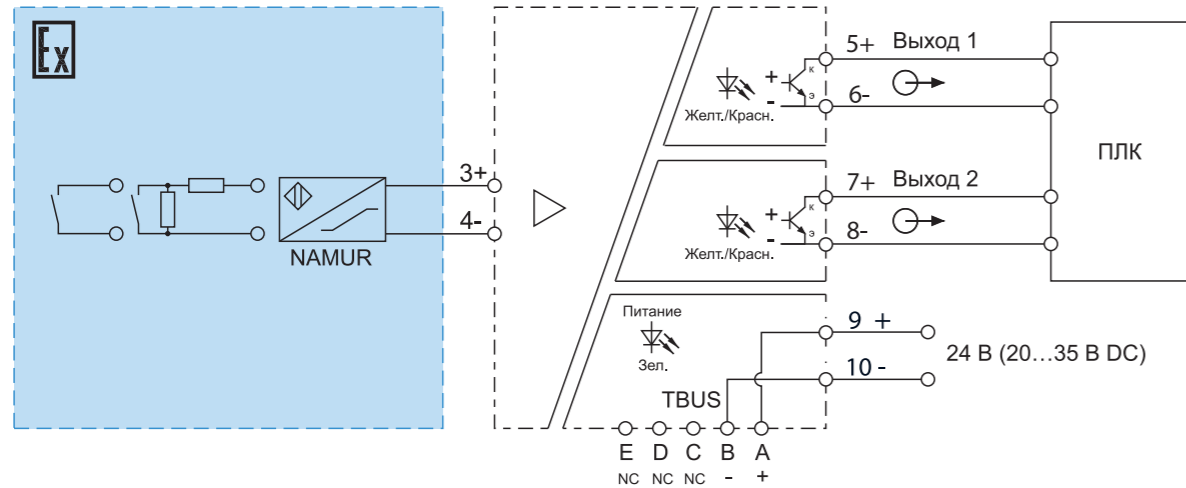 Ex
5+ Выход 1
+ К
- Э
6-
Желт./Красн.
ПЛК
3+
4-
NAMUR
7+ Выход 2
+ К
- Э
8-
Желт./Красн.
Питание
Зел.
9 +
24 В (20...35 В DC)
10 -
TBUS
E D C B A
NC NC NC - +